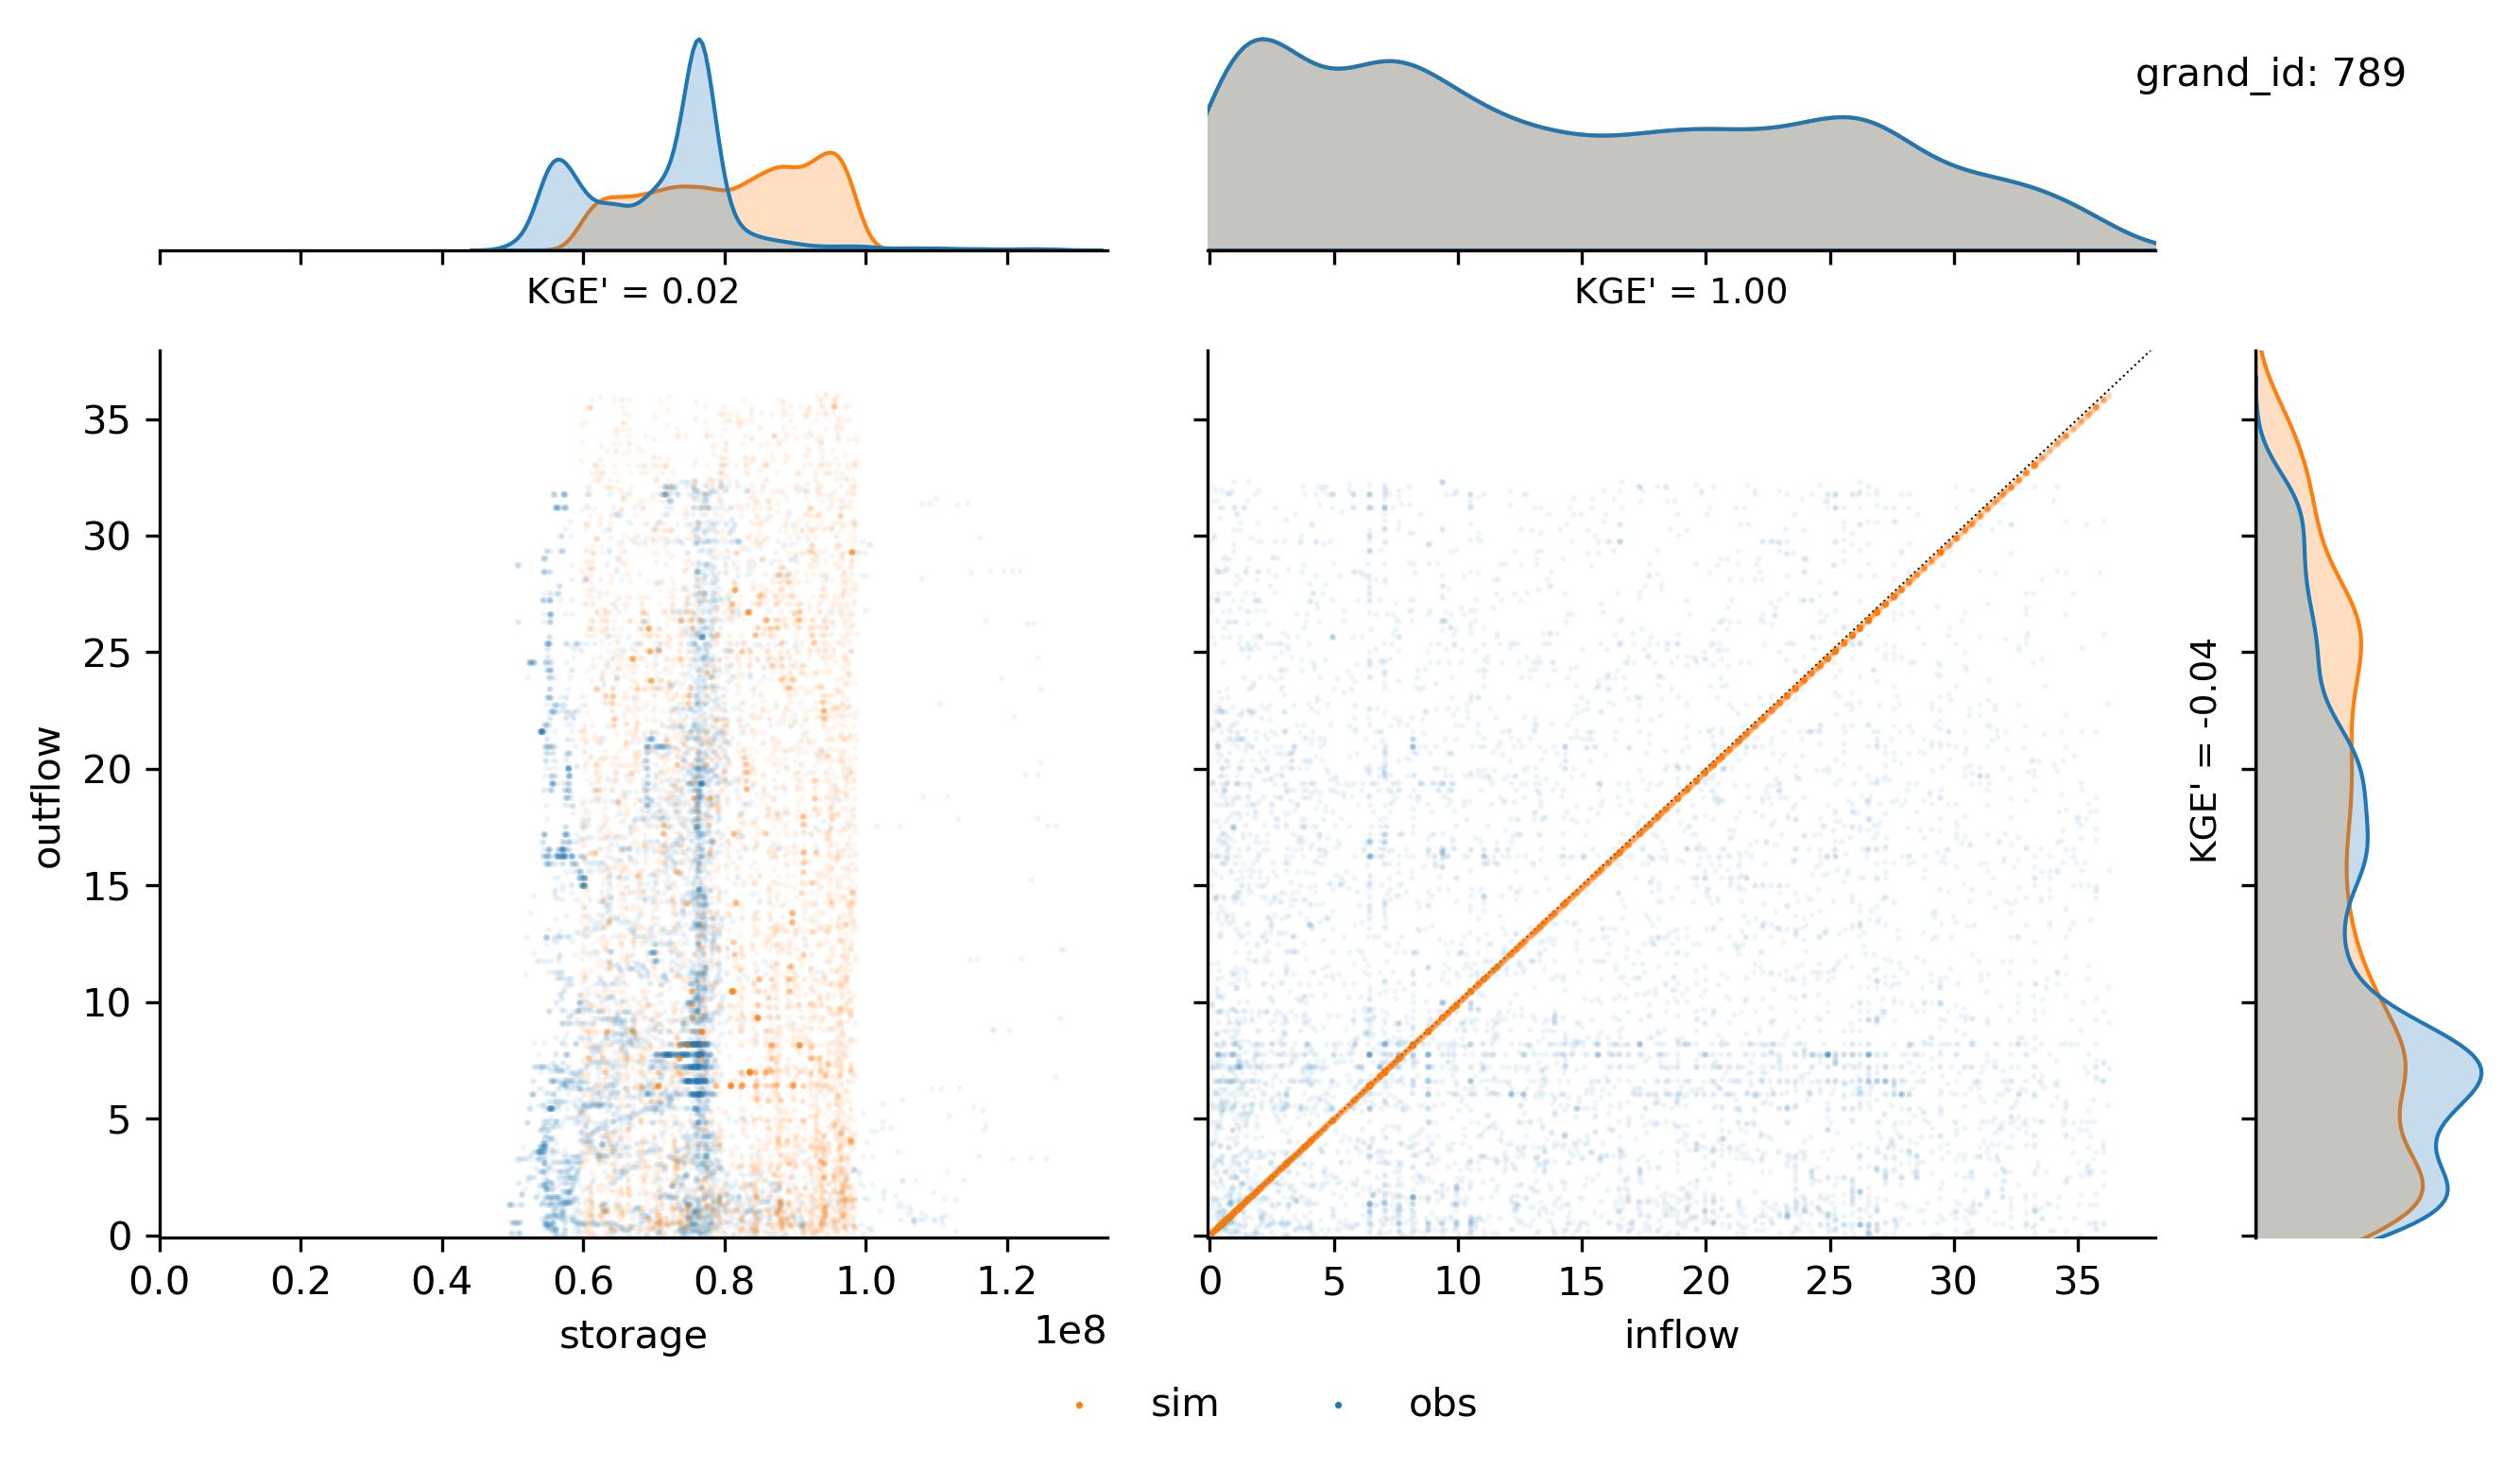 grand_id: 789
KGE' = 0.02
KGE' = 1.00
outflow
35
30
25
20
15
10
5
0
0.0 0.2 0.4 0.6 0.8 1.0 1.2
1e8
storage
0 5 10 15 20 25 30 35
inflow
KGE' = -0.04
sim obs